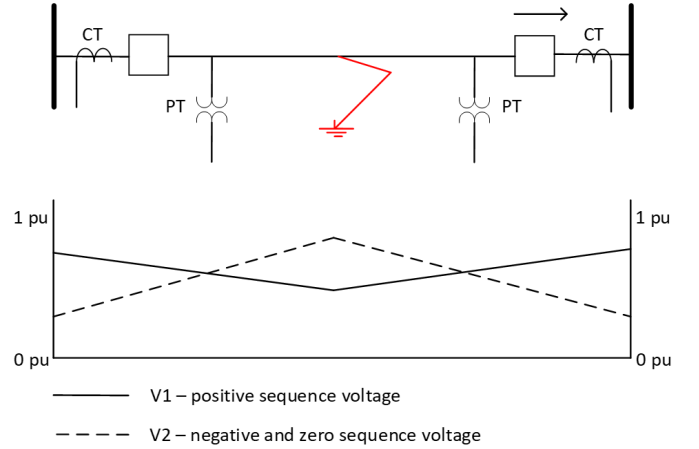 CT
CT
PT
PT
1 pu
1 pu
0 pu
0 pu
V1 – positive sequence voltage
V2 – negative and zero sequence voltage